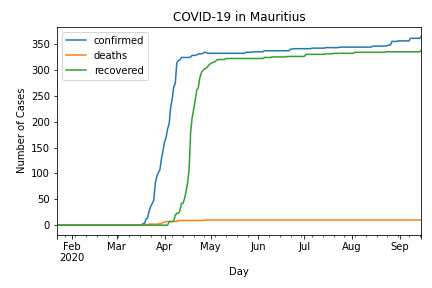 COVID-19 in Mauritius
confirmed
deaths
recovered
Number of Cases
350
300
250
200
150
100
50
0
Feb Mar Apr May Jun Jul Aug Sep
2020
Day